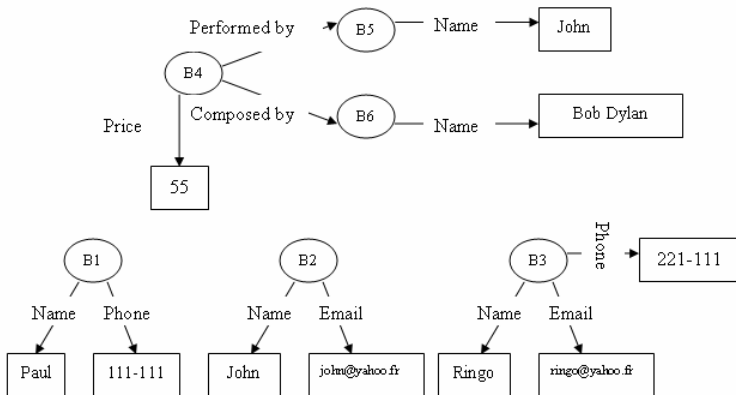 Performed by
B5
Name
John
B4
Composed by
B6
Name
Bob Dylan
Price
55
B1
B2
B3
Phone
221-111
Name
Phone
Name
Email
Name
Email
Paul
111-111
John
john@yahoo.fr
Ringo
ringo@yahoo.fr